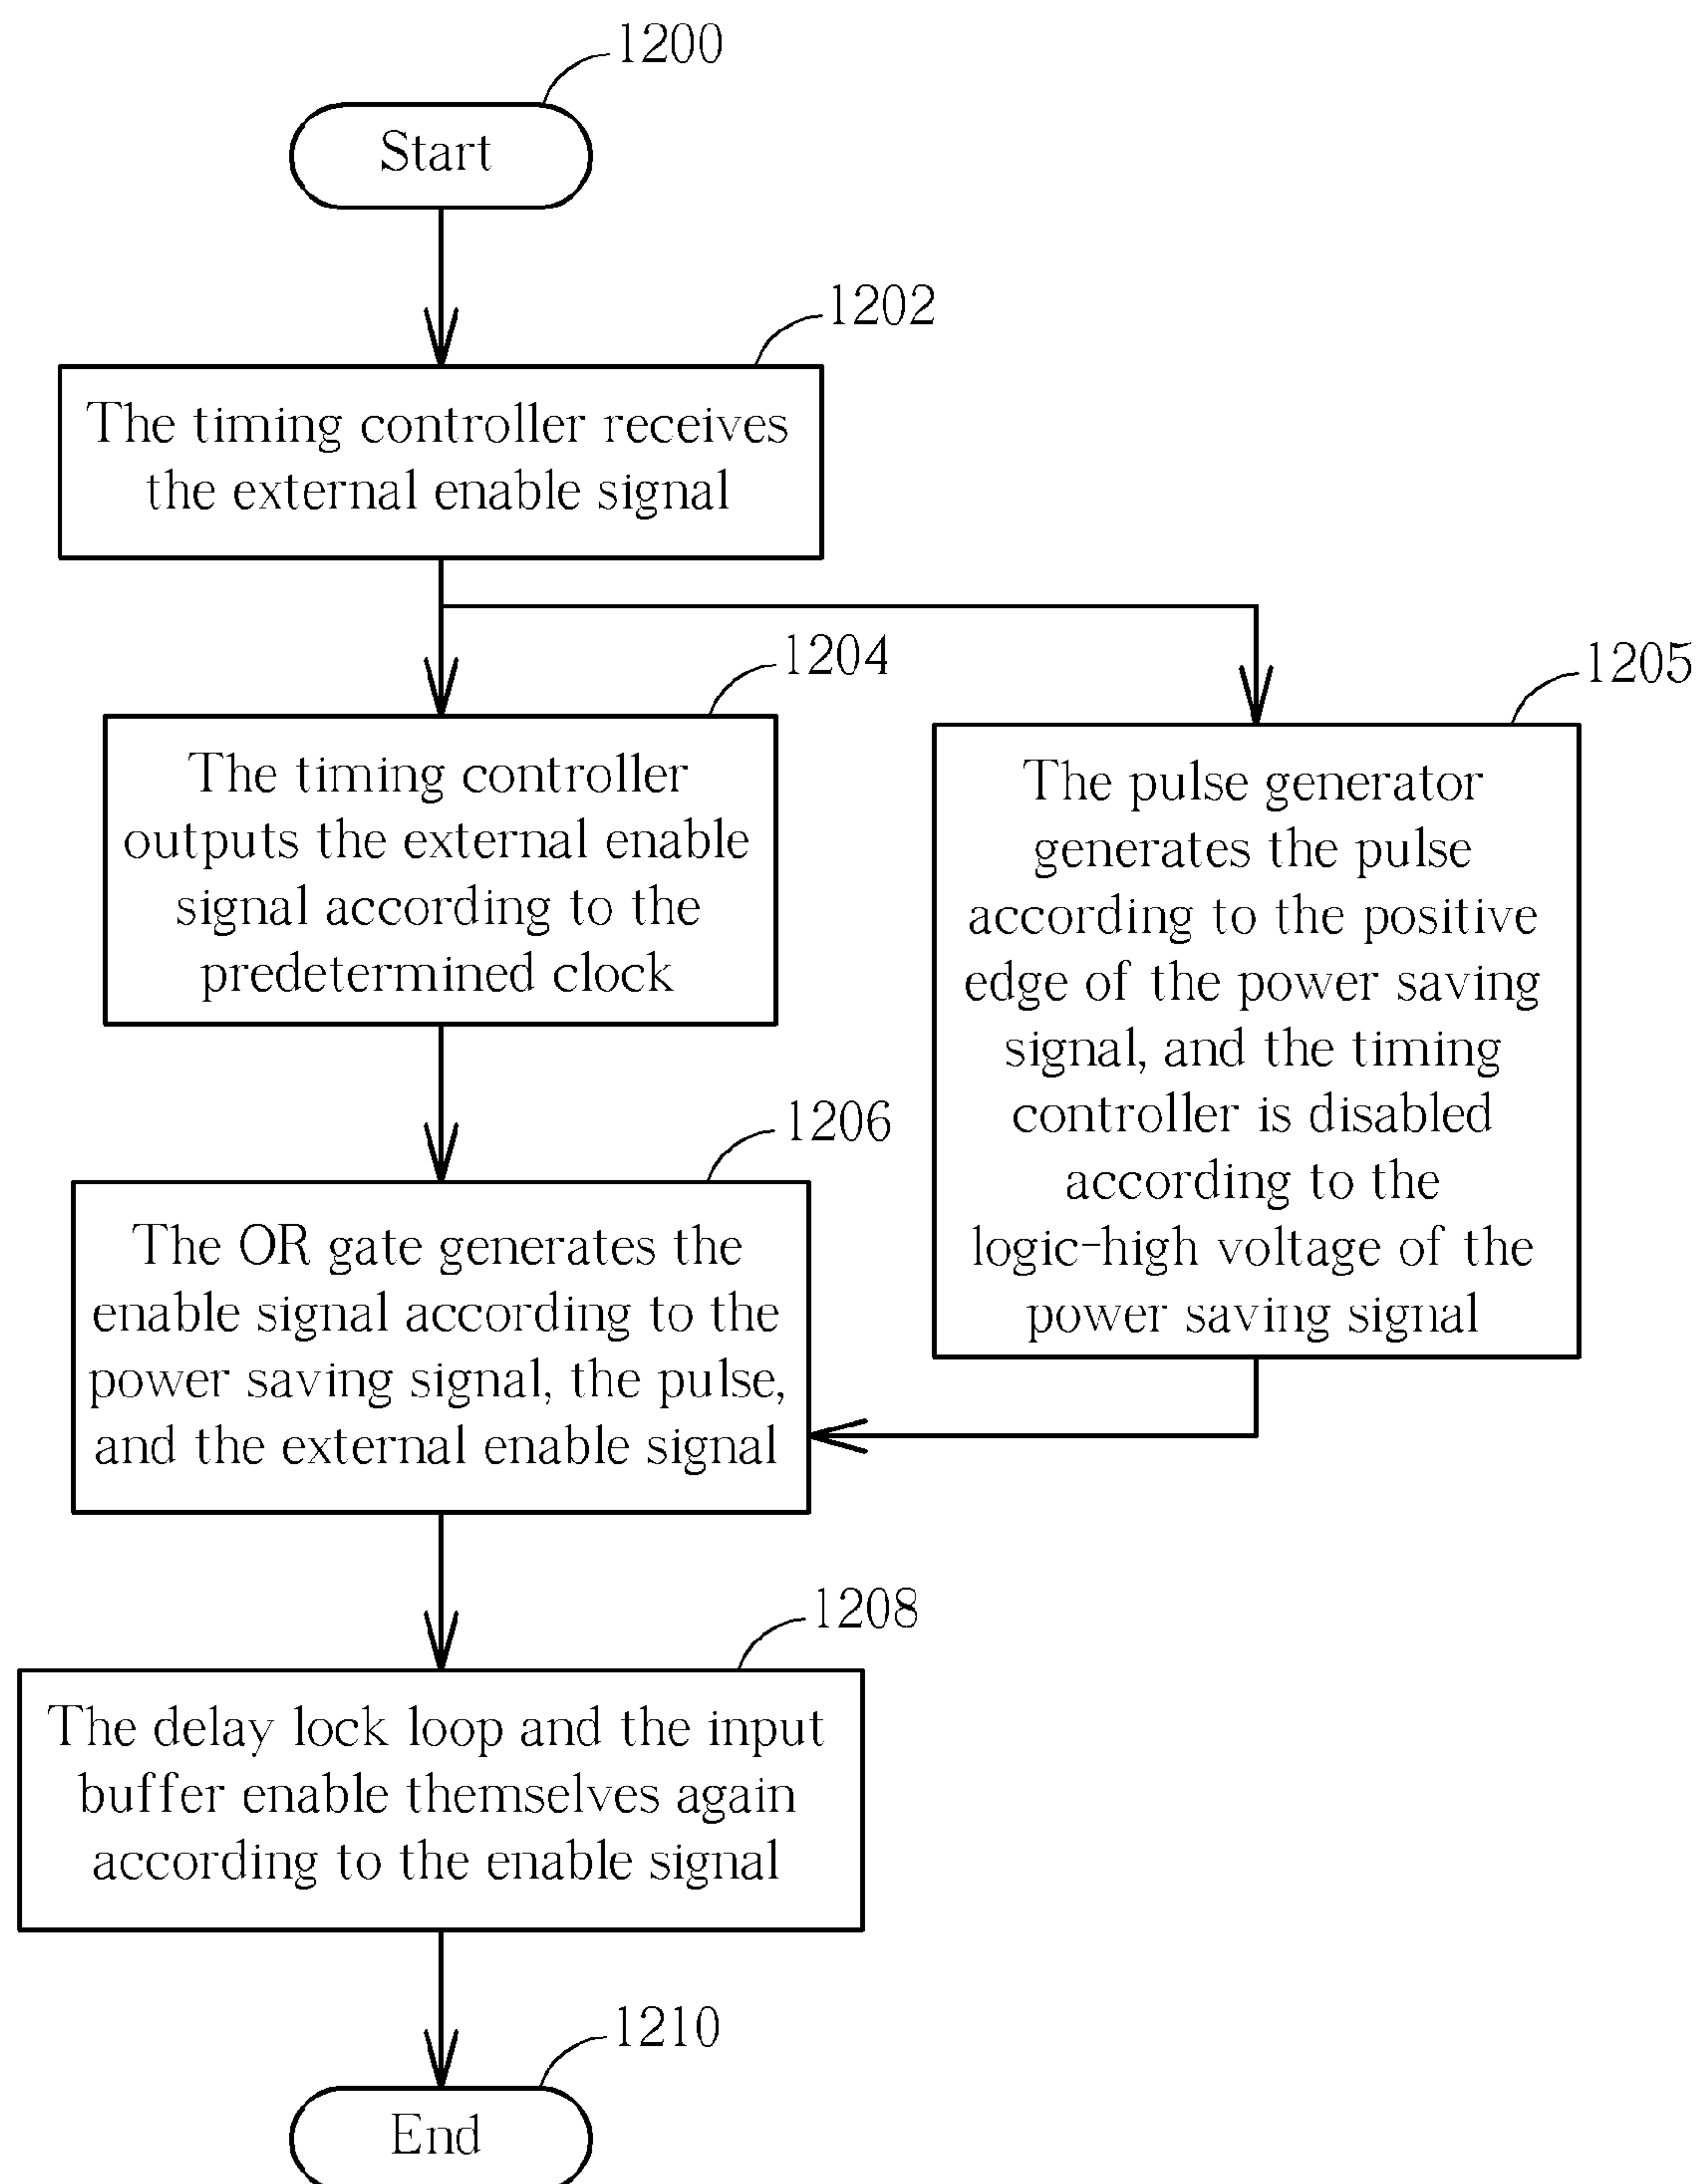 1200
Start
1202
The timing controller receives
the external enable signal
1204
The timing controller
outputs the external enable
signal according to the
predetermined clock
1205
The pulse generator
generates the pulse
according to the positive
edge of the power saving
signal, and the timing
controller is disabled
according to the
logic-high voltage of the
power saving signal
1206
The OR gate generates the
enable signal according to the
power saving signal, the pulse,
and the external enable signal
1208
The delay lock loop and the input
buffer enable themselves again
according to the enable signal
1210
End